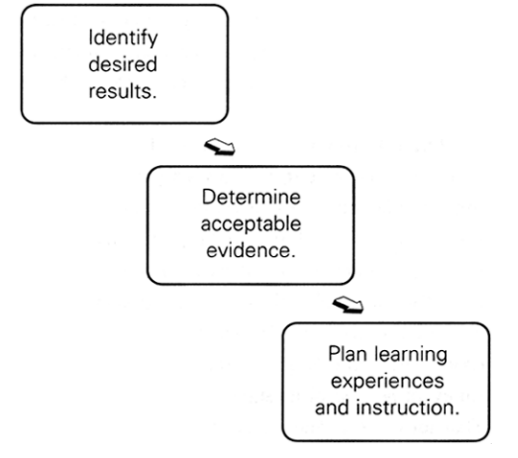 Identify
desired
results.
Determine
acceptable
evidence.
Plan learning
experiences
and instruction.